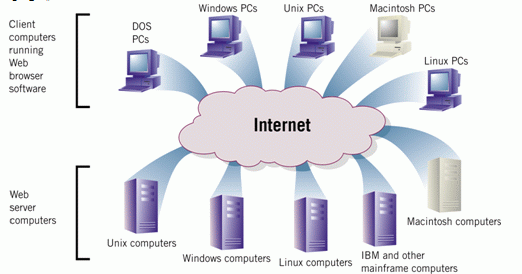 Windows PCs
Unix PCs
Macintosh PCs
Client
computers
running
Web
browser
software
DOS
PCs
Linux PCs
Internet
Web
server
computers
Macintosh computers
Unix computers
Windows computers
Linux computers
IBM and other
mainframe computers